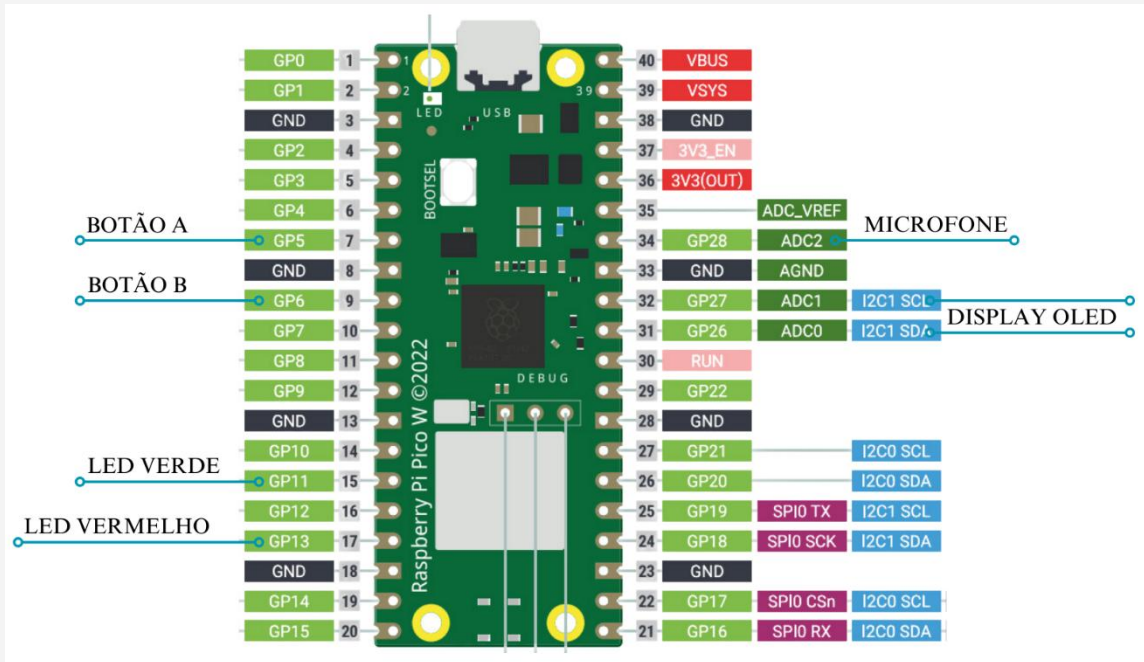 GP0 1
GP1 2
GND 3
GP2 4
GP3 5
GP4 6
BOTÃO A
GP5 7
GND 8
BOTÃO B
GP6 9
GP7 10
GP8 11
GP9 12
GND 13
GP10 14
LED VERDE
GP11 15
GP12 16
LED VERMELHO
GP13 17
GND 18
GP14 19
GP15 20
1
2
LED
USB
39
BOOTSEL
DEBUG
Raspberry Pi Pico W ©2022
40 VBUS
39 VSYS
38 GND
37 3V3_EN
36 3V3(OUT)
35 ADC_VREF
MICROFONE
34 GP28 ADC2
33 GND AGND
32 GP27 ADC1 I2C1 SCL
DISPLAY OLED
31 GP26 ADC0 I2C1 SDA
30 RUN
29 GP22
28 GND
27 GP21 I2C0 SCL
26 GP20 I2C0 SDA
25 GP19 SPI0 TX I2C1 SCL
24 GP18 SPI0 SCK I2C1 SDA
23 GND
22 GP17 SPI0 CSn I2C0 SCL
21 GP16 SPI0 RX I2C0 SDA